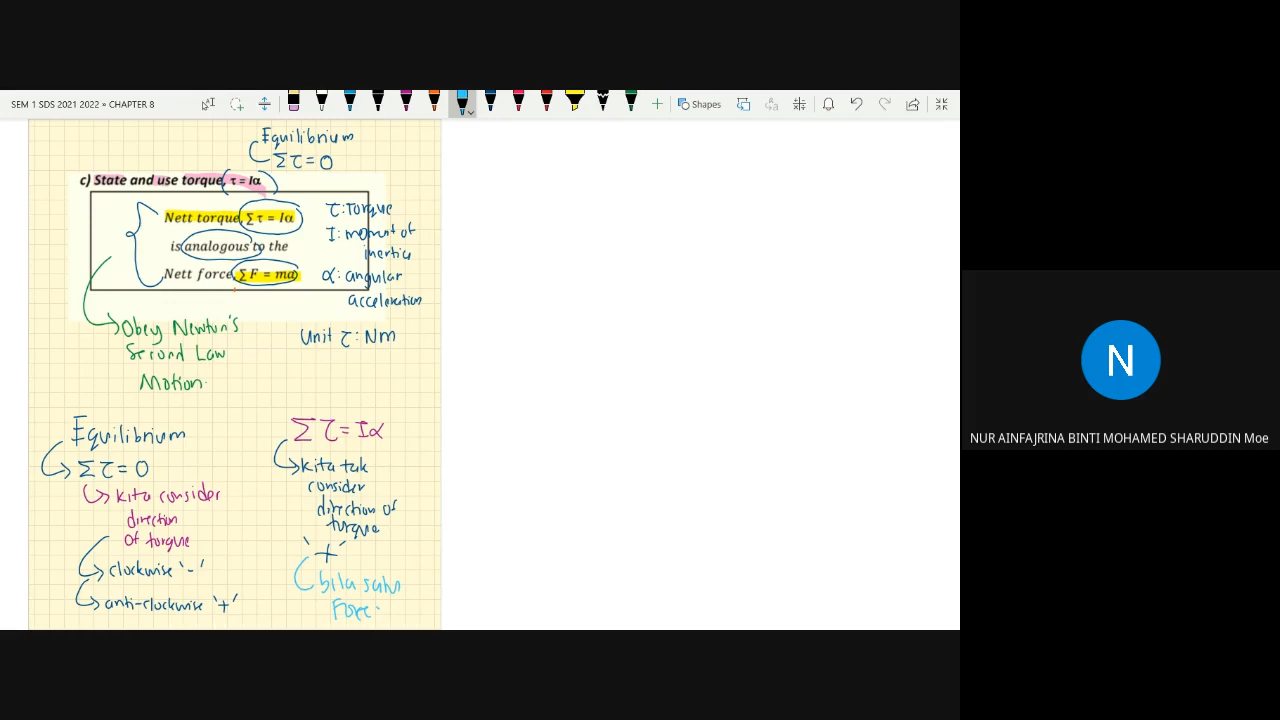 SEM 1 SDS 2021 2022 » CHAPTER 8
Shapes
Equilibrium
Στ = 0
c) State and use torque, τ = Iα
Nett torque, Σ τ = Iα
is analogous to the
Nett force, Σ F = ma
τ : Torque
I : moment of
inertia
α : angular
acceleration
Unit τ : Nm
Obey Newton's
Second Law
Motion.
Equilibrium
Στ = 0
kita consider
direction
of torque
clockwise '-'
anti-clockwise '+'
Στ = Iα
kita tak
consider
direction of
torque
'+'
bila satu
Force
N
NUR AINFAJRINA BINTI MOHAMED SHARUDDIN Moe